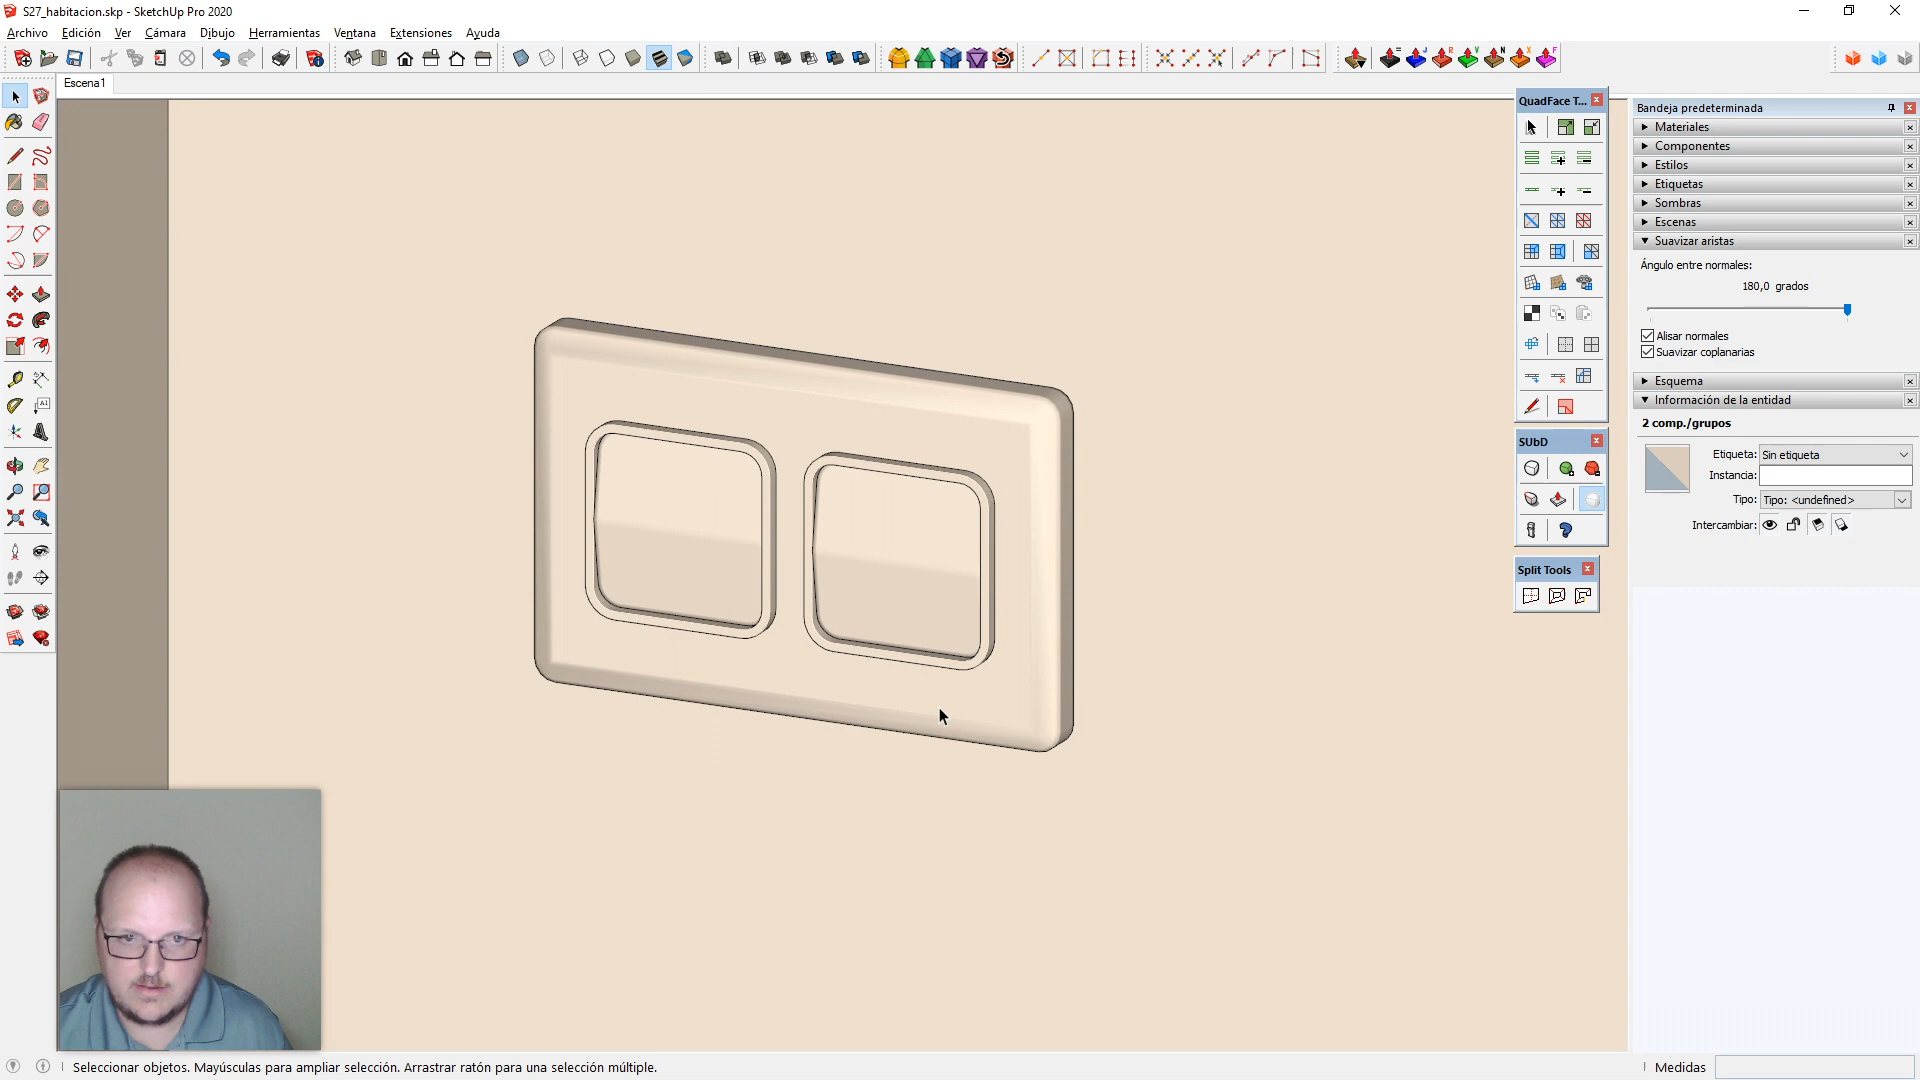 S27_habitacion.skp - SketchUp Pro 2020
Archivo Edición Ver Cámara Dibujo Herramientas Ventana Extensiones Ayuda
Escena1
QuadFace T...
SUbD
Split Tools
Bandeja predeterminada
Materiales
Componentes
Estilos
Etiquetas
Sombras
Escenas
Suavizar aristas
Ángulo entre normales:
180,0 grados
Alisar normales
Suavizar coplanarias
Esquema
Información de la entidad
2 comp./grupos
Etiqueta: Sin etiqueta
Instancia:
Tipo: Tipo: <undefined>
Intercambiar:
Seleccionar objetos. Mayúsculas para ampliar selección. Arrastrar ratón para una selección múltiple.
Medidas